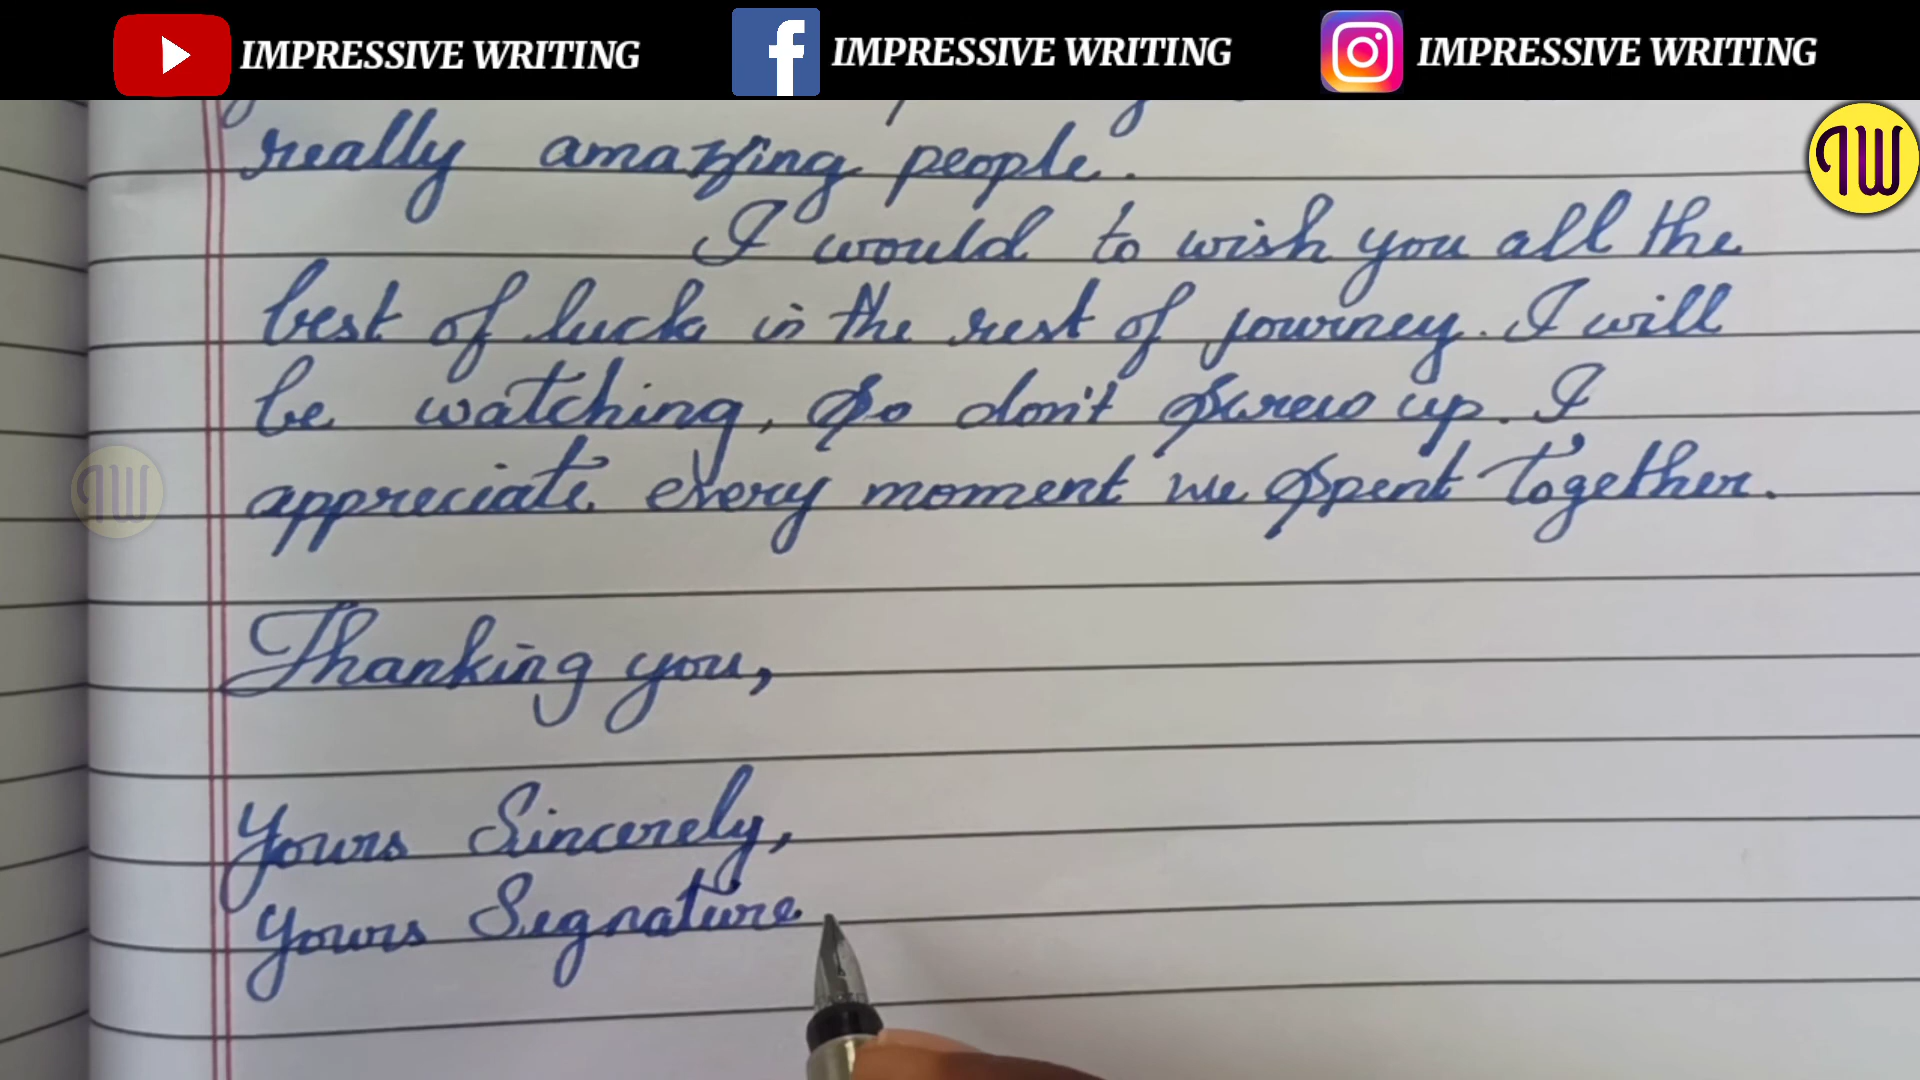 IMPRESSIVE WRITING IMPRESSIVE WRITING IMPRESSIVE WRITING
IW
really amazing people.
I would to wish you all the
best of luck in the rest of journey. I will
be watching, So don't screw up. I
appreciate every moment we spent together.
IW
Thanking you,
Yours Sincerely,
Yours Signature